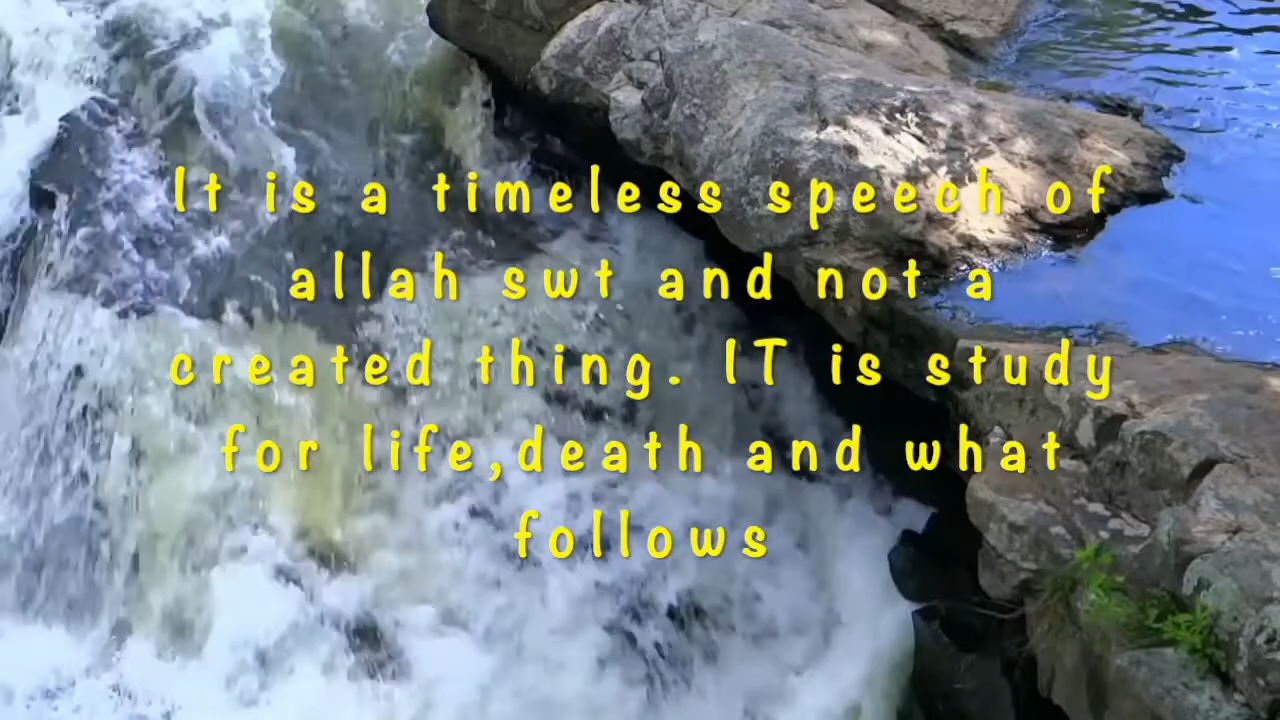 It is a timeless speech of
allah swt and not a
created thing. IT is study
for life,death and what
follows